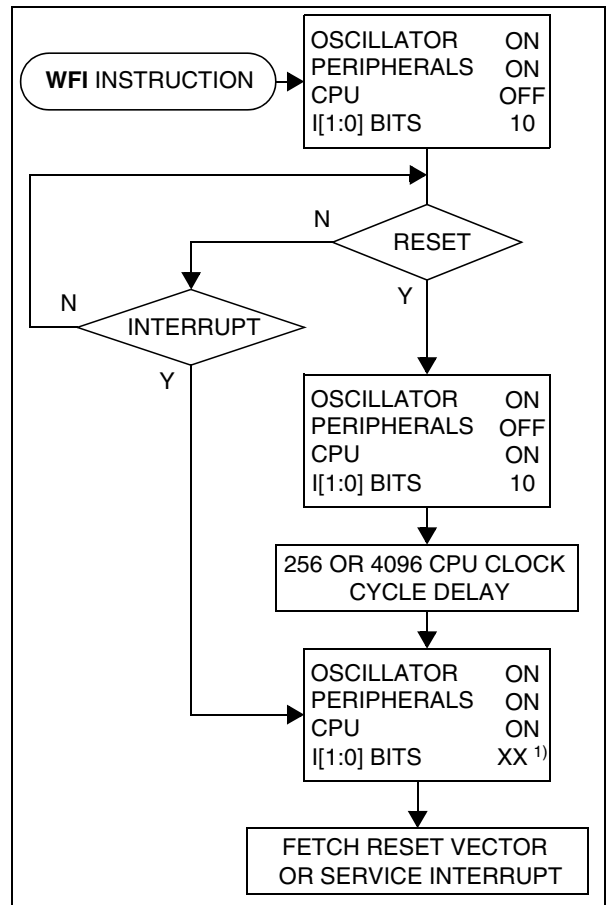 WFI INSTRUCTION
OSCILLATOR ON
PERIPHERALS ON
CPU OFF
I[1:0] BITS 10
N
RESET
Y
N
INTERRUPT
Y
OSCILLATOR ON
PERIPHERALS OFF
CPU ON
I[1:0] BITS 10
256 OR 4096 CPU CLOCK
CYCLE DELAY
OSCILLATOR ON
PERIPHERALS ON
CPU ON
I[1:0] BITS XX 1)
FETCH RESET VECTOR
OR SERVICE INTERRUPT